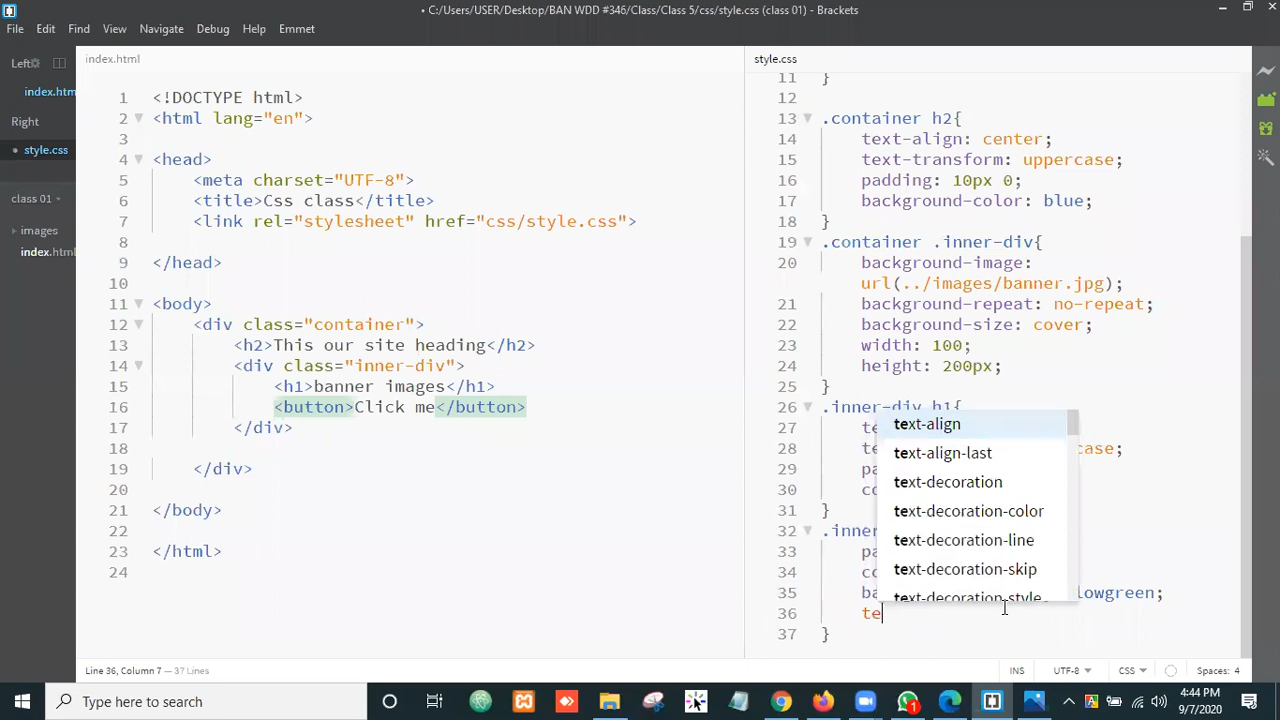 • C:/Users/USER/Desktop/BAN WDD #346/Class/Class 5/css/style.css (class 01) - Brackets
File Edit Find View Navigate Debug Help Emmet
Left
index.htm
Right
• style.css
class 01
images
index.html
index.html
1 <!DOCTYPE html>
2 <html lang="en">
3
4 <head>
5 <meta charset="UTF-8">
6 <title>Css class</title>
7 <link rel="stylesheet" href="css/style.css">
8
9 </head>
10
11 <body>
12 <div class="container">
13 <h2>This our site heading</h2>
14 <div class="inner-div">
15 <h1>banner images</h1>
16 <button>Click me</button>
17 </div>
18
19 </div>
20
21 </body>
22
23 </html>
24
style.css
11 }
12
13 .container h2{
14 text-align: center;
15 text-transform: uppercase;
16 padding: 10px 0;
17 background-color: blue;
18 }
19 .container .inner-div{
20 background-image:
url(../images/banner.jpg);
21 background-repeat: no-repeat;
22 background-size: cover;
23 width: 100;
24 height: 200px;
25 }
26 .inner-div h1{
27 te
28 te case;
29 pa
30 co
31 }
32 .inner
33 pa
34 co
35 ba lowgreen;
36 te
37 }
text-align
text-align-last
text-decoration
text-decoration-color
text-decoration-line
text-decoration-skip
text-decoration-style
Line 36, Column 7 — 37 Lines
INS UTF-8 CSS Spaces: 4
Type here to search
4:44 PM
9/7/2020